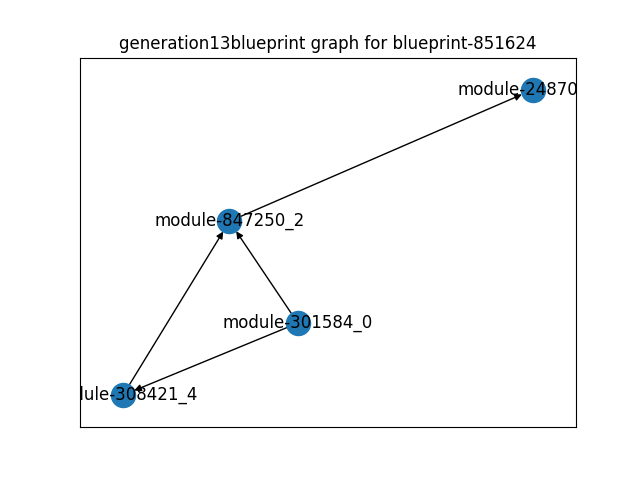 generation13blueprint graph for blueprint-851624
module-24870
module-847250_2
module-301584_0
lule-308421_4